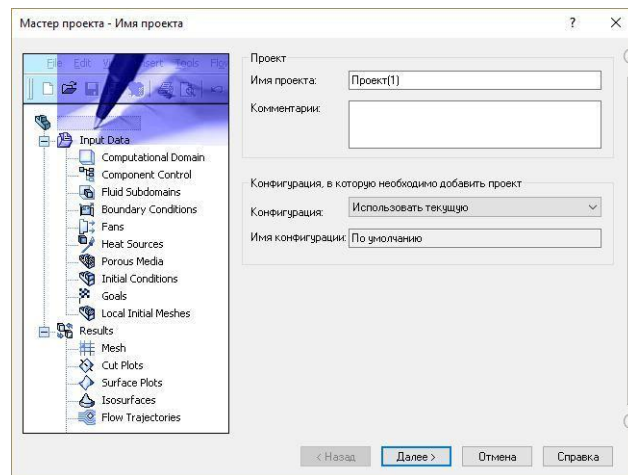 Мастер проекта - Имя проекта
? X
File Edit
Insert Tools
Input Data
Computational Domain
Component Control
Fluid Subdomains
Boundary Conditions
Fans
Heat Sources
Porous Media
Initial Conditions
Goals
Local Initial Meshes
Results
Mesh
Cut Plots
Surface Plots
Isosurfaces
Flow Trajectories
Проект
Имя проекта: Проект(1)
Комментарии:
Конфигурация, в которую необходимо добавить проект
Конфигурация: Использовать текущую
Имя конфигурации: По умолчанию
< Назад Далее > Отмена Справка